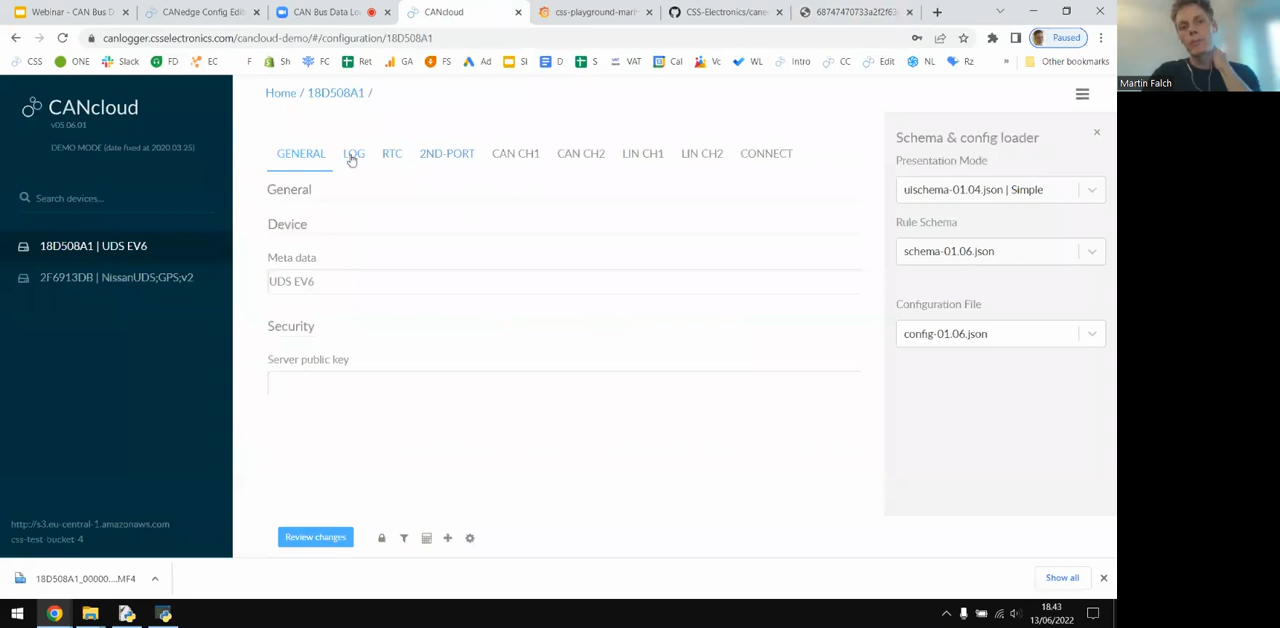 Webinar - CAN Bus D
CANedge Config Edit
CAN Bus Data Lo
CANcloud
css-playground-mari
CSS-Electronics/cane
68747470733a2f2f63
canlogger.csselectronics.com/cancloud-demo/#/configuration/18D508A1
Paused
CSS
ONE
Slack
FD
EC
F
Sh
FC
Ret
GA
FS
Ad
SI
D
S
VAT
Cal
Vc
WL
Intro
CC
Edit
NL
Rz
»
Other bookmarks
Martin Falch
CANcloud
v05.06.01
DEMO MODE (date fixed at 2020 03 25)
Search devices...
18D508A1 | UDS EV6
2F6913DB | NissanUDS;GPS;v2
http://s3.eu-central-1.amazonaws.com
css-test-bucket-4
Home / 18D508A1 /
GENERAL LOG RTC 2ND-PORT CAN CH1 CAN CH2 LIN CH1 LIN CH2 CONNECT
General
Device
Meta data
UDS EV6
Security
Server public key
Review changes
Schema & config loader
Presentation Mode
uischema-01.04.json | Simple
Rule Schema
schema-01.06.json
Configuration File
config-01.06.json
18D508A1_00000....MF4
Show all
18.43
13/06/2022